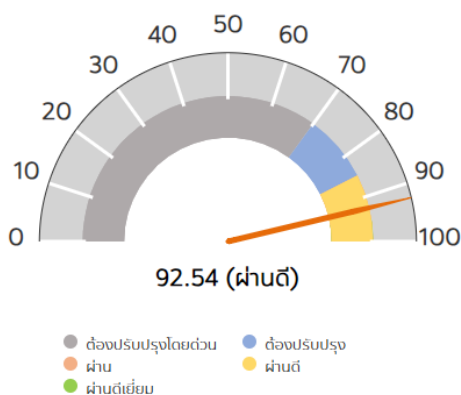 50
40
60
30
70
20
80
10
90
0
100
92.54 (ผ่านดี)
ต้องปรับปรุงโดยด่วน
ต้องปรับปรุง
ผ่าน
ผ่านดี
ผ่านดีเยี่ยม